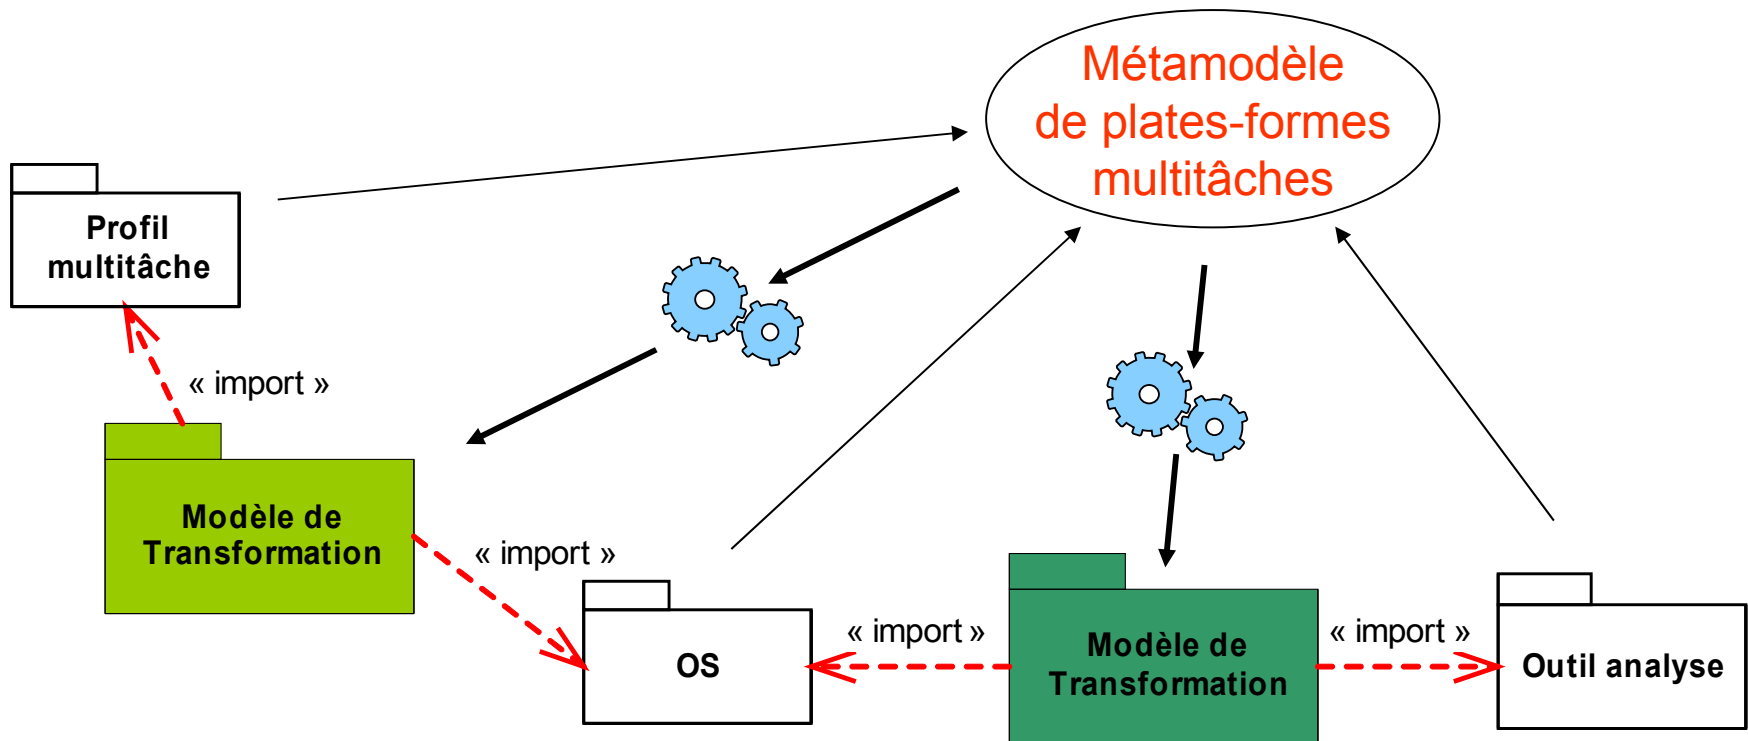 Métamodèle
de plates-formes
multitâches
Profil
multitâche
« import »
Modèle de
Transformation
« import »
OS
« import »
Modèle de
Transformation
« import »
Outil analyse